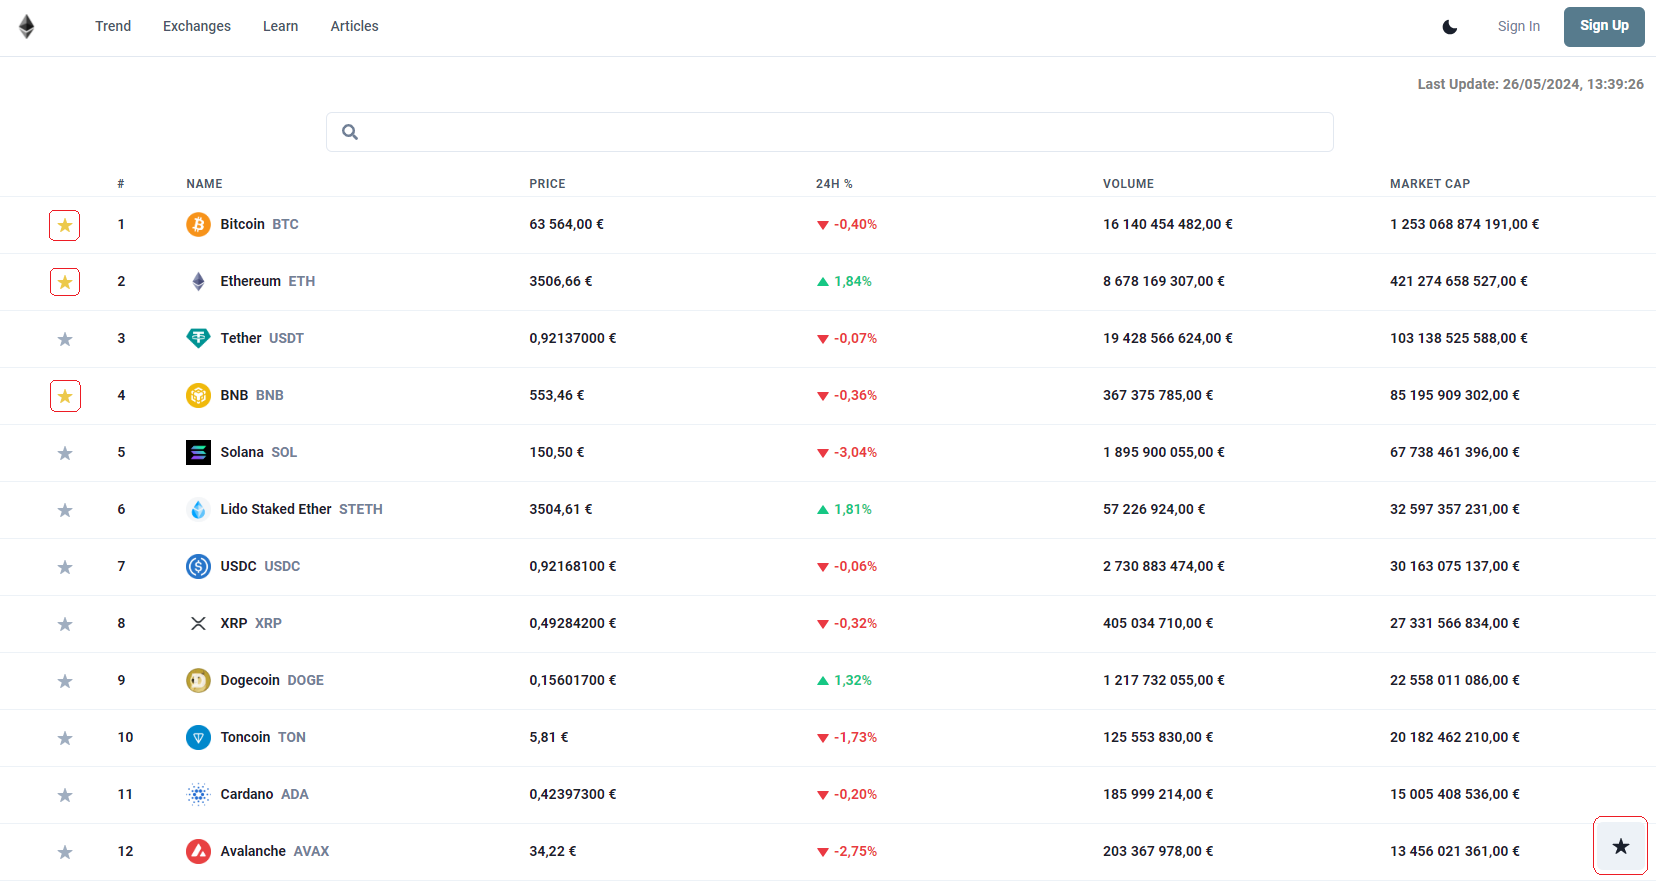 Trend Exchanges Learn Articles Sign In Sign Up
Last Update: 26/05/2024, 13:39:26
# NAME PRICE 24H % VOLUME MARKET CAP
1 Bitcoin BTC 63 564,00 € -0,40% 16 140 454 482,00 € 1 253 068 874 191,00 €
2 Ethereum ETH 3506,66 € 1,84% 8 678 169 307,00 € 421 274 658 527,00 €
3 Tether USDT 0,92137000 € -0,07% 19 428 566 624,00 € 103 138 525 588,00 €
4 BNB BNB 553,46 € -0,36% 367 375 785,00 € 85 195 909 302,00 €
5 Solana SOL 150,50 € -3,04% 1 895 900 055,00 € 67 738 461 396,00 €
6 Lido Staked Ether STETH 3504,61 € 1,81% 57 226 924,00 € 32 597 357 231,00 €
7 USDC USDC 0,92168100 € -0,06% 2 730 883 474,00 € 30 163 075 137,00 €
8 XRP XRP 0,49284200 € -0,32% 405 034 710,00 € 27 331 566 834,00 €
9 Dogecoin DOGE 0,15601700 € 1,32% 1 217 732 055,00 € 22 558 011 086,00 €
10 Toncoin TON 5,81 € -1,73% 125 553 830,00 € 20 182 462 210,00 €
11 Cardano ADA 0,42397300 € -0,20% 185 999 214,00 € 15 005 408 536,00 €
12 Avalanche AVAX 34,22 € -2,75% 203 367 978,00 € 13 456 021 361,00 €